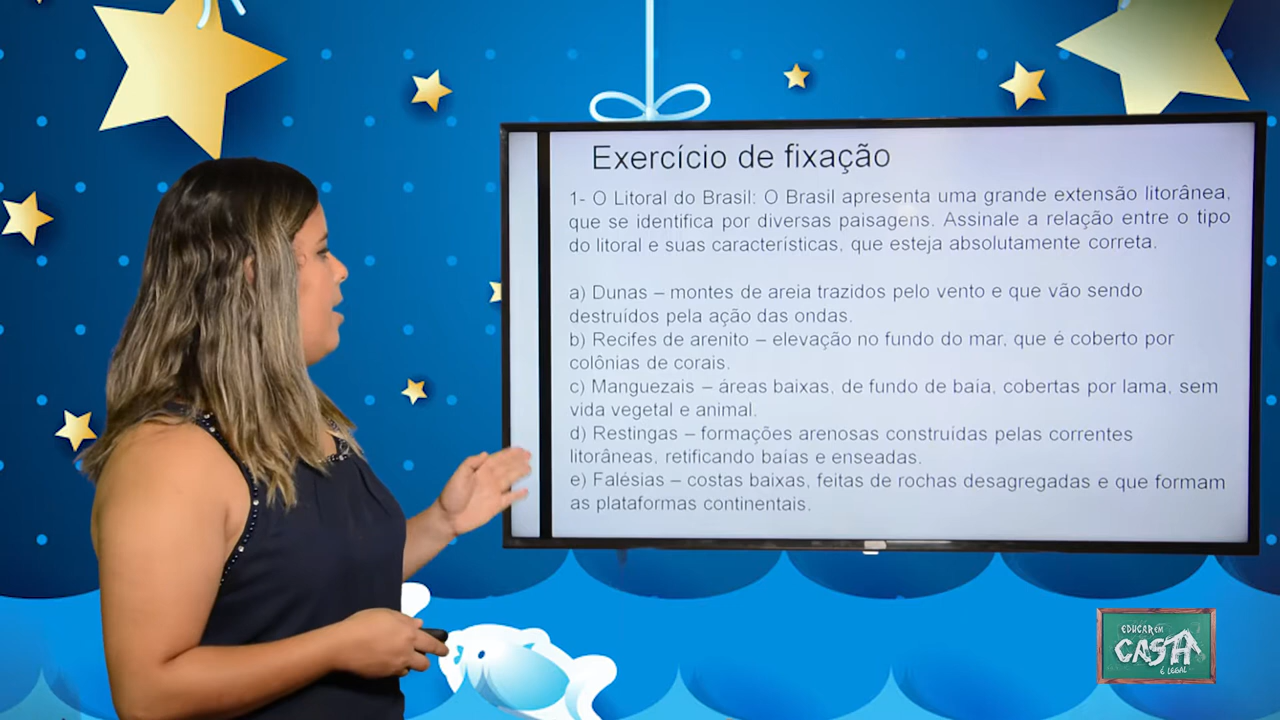 Exercício de fixação
1- O Litoral do Brasil: O Brasil apresenta uma grande extensão litorânea,
que se identifica por diversas paisagens. Assinale a relação entre o tipo
do litoral e suas características, que esteja absolutamente correta.
a) Dunas – montes de areia trazidos pelo vento e que vão sendo
destruídos pela ação das ondas.
b) Recifes de arenito – elevação no fundo do mar, que é coberto por
colônias de corais.
c) Manguezais – áreas baixas, de fundo de baía, cobertas por lama, sem
vida vegetal e animal.
d) Restingas – formações arenosas construídas pelas correntes
litorâneas, retificando baías e enseadas.
e) Falésias – costas baixas, feitas de rochas desagregadas e que formam
as plataformas continentais.
EDUCAR EM
CASA
É LEGAL